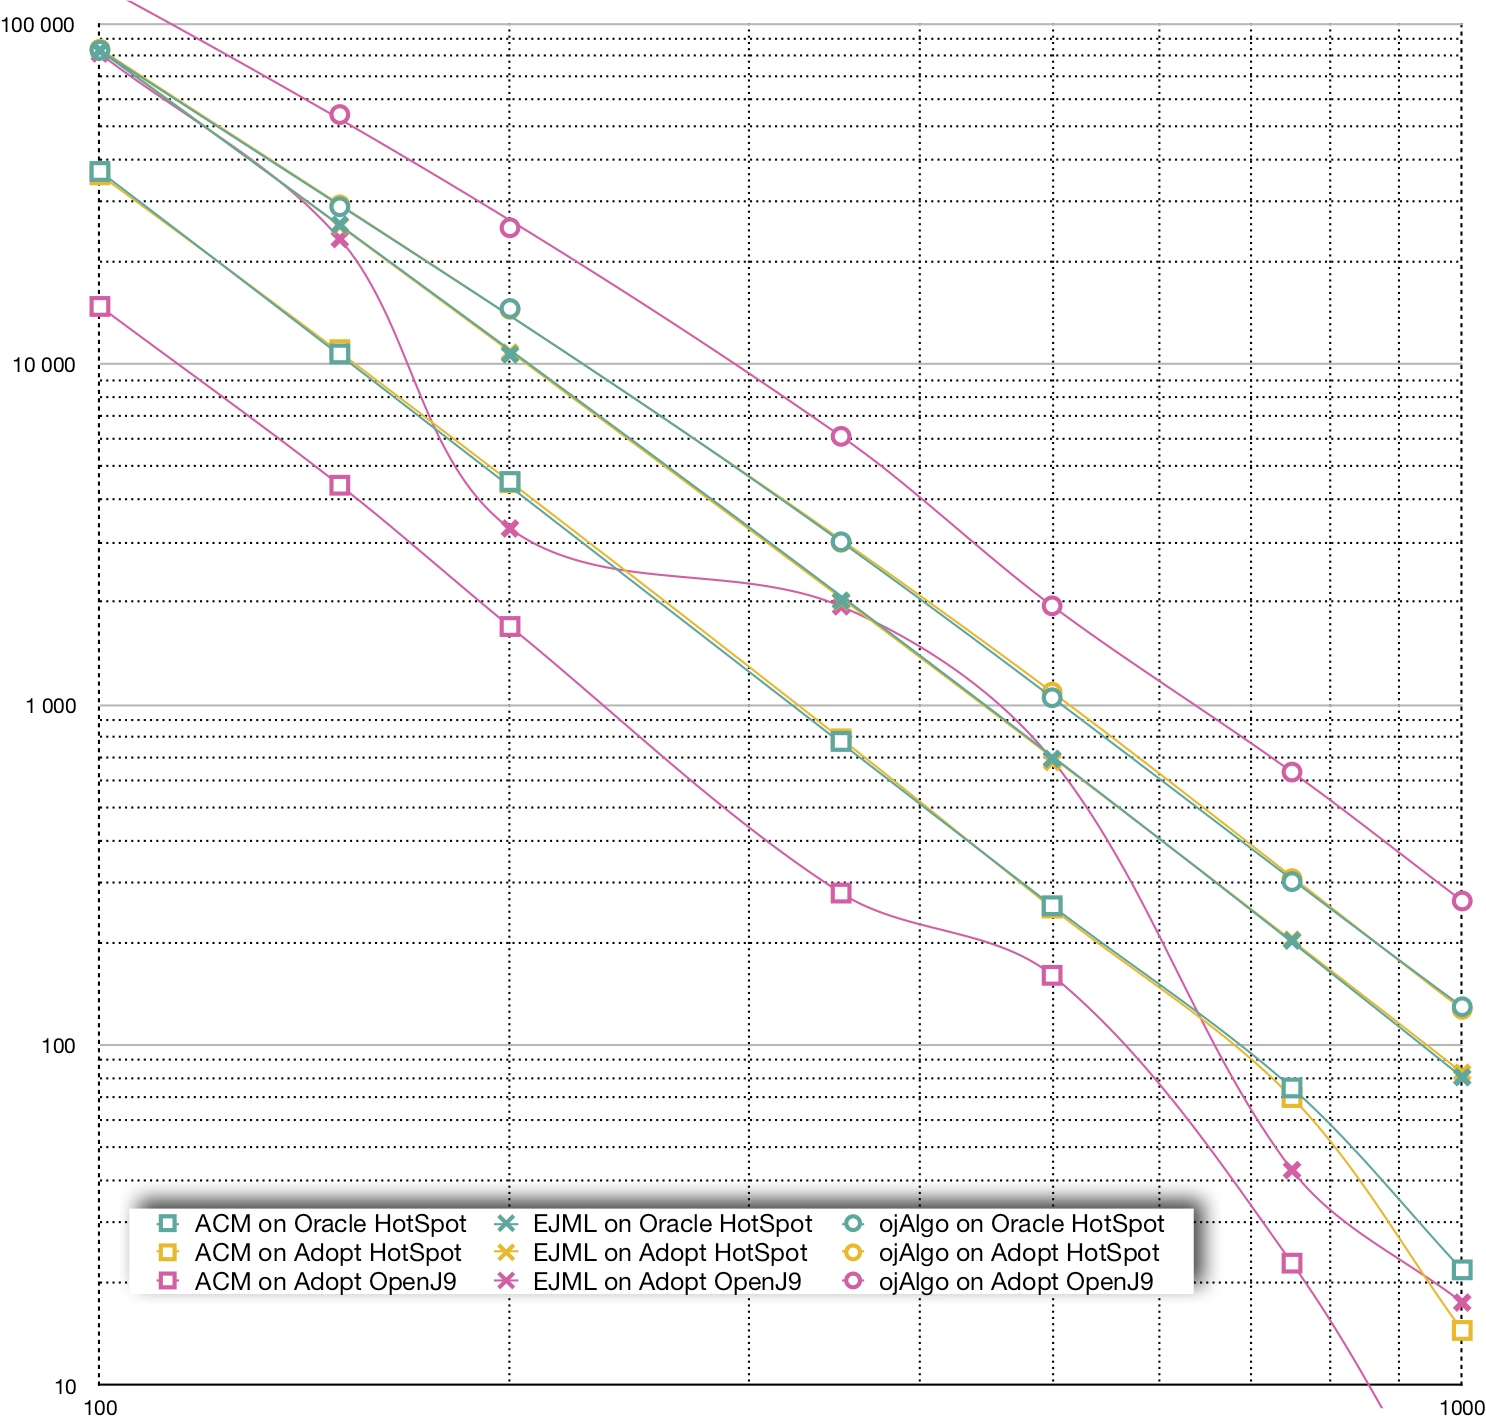 100 000
10 000
1 000
100
10
ACM on Oracle HotSpot EJML on Oracle HotSpot ojAlgo on Oracle HotSpot
ACM on Adopt HotSpot EJML on Adopt HotSpot ojAlgo on Adopt HotSpot
ACM on Adopt OpenJ9 EJML on Adopt OpenJ9 ojAlgo on Adopt OpenJ9
100 1000